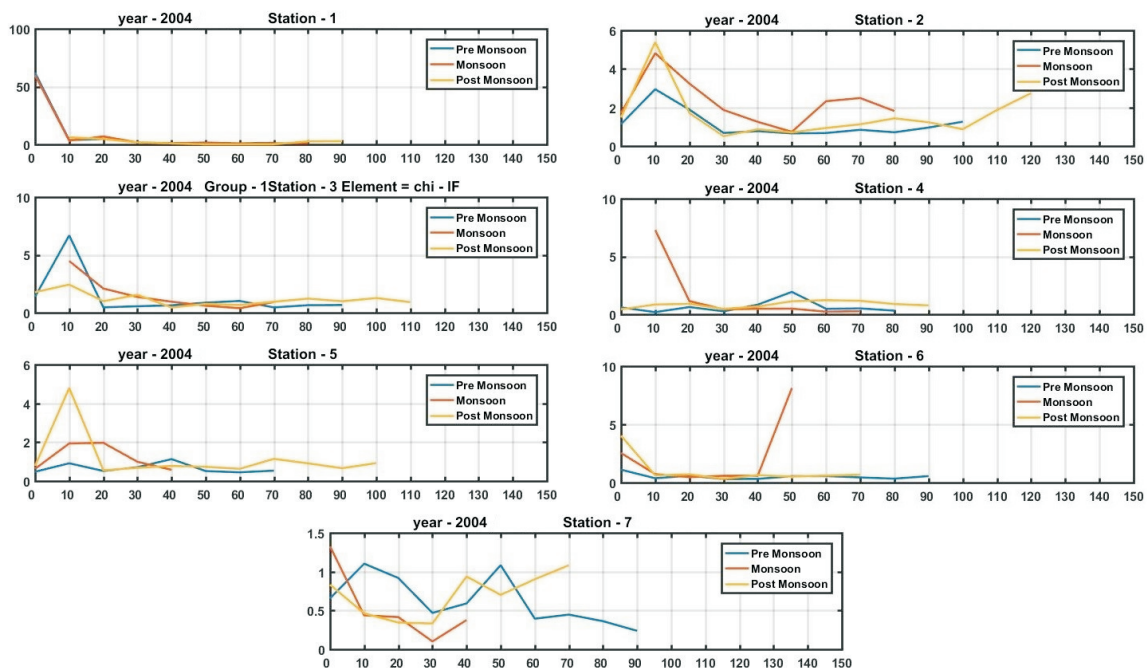 year - 2004 Station - 1
100
50
0
Pre Monsoon
Monsoon
Post Monsoon
0 10 20 30 40 50 60 70 80 90 100 110 120 130 140 150
year - 2004 Station - 2
6
4
2
0
Pre Monsoon
Monsoon
Post Monsoon
0 10 20 30 40 50 60 70 80 90 100 110 120 130 140 150
year - 2004 Group - 1Station - 3 Element = chi - lF
10
5
0
Pre Monsoon
Monsoon
Post Monsoon
0 10 20 30 40 50 60 70 80 90 100 110 120 130 140 150
year - 2004 Station - 4
10
5
0
Pre Monsoon
Monsoon
Post Monsoon
0 10 20 30 40 50 60 70 80 90 100 110 120 130 140 150
year - 2004 Station - 5
6
4
2
0
Pre Monsoon
Monsoon
Post Monsoon
0 10 20 30 40 50 60 70 80 90 100 110 120 130 140 150
year - 2004 Station - 6
10
5
0
Pre Monsoon
Monsoon
Post Monsoon
0 10 20 30 40 50 60 70 80 90 100 110 120 130 140 150
year - 2004 Station - 7
1.5
1
0.5
0
Pre Monsoon
Monsoon
Post Monsoon
0 10 20 30 40 50 60 70 80 90 100 110 120 130 140 150